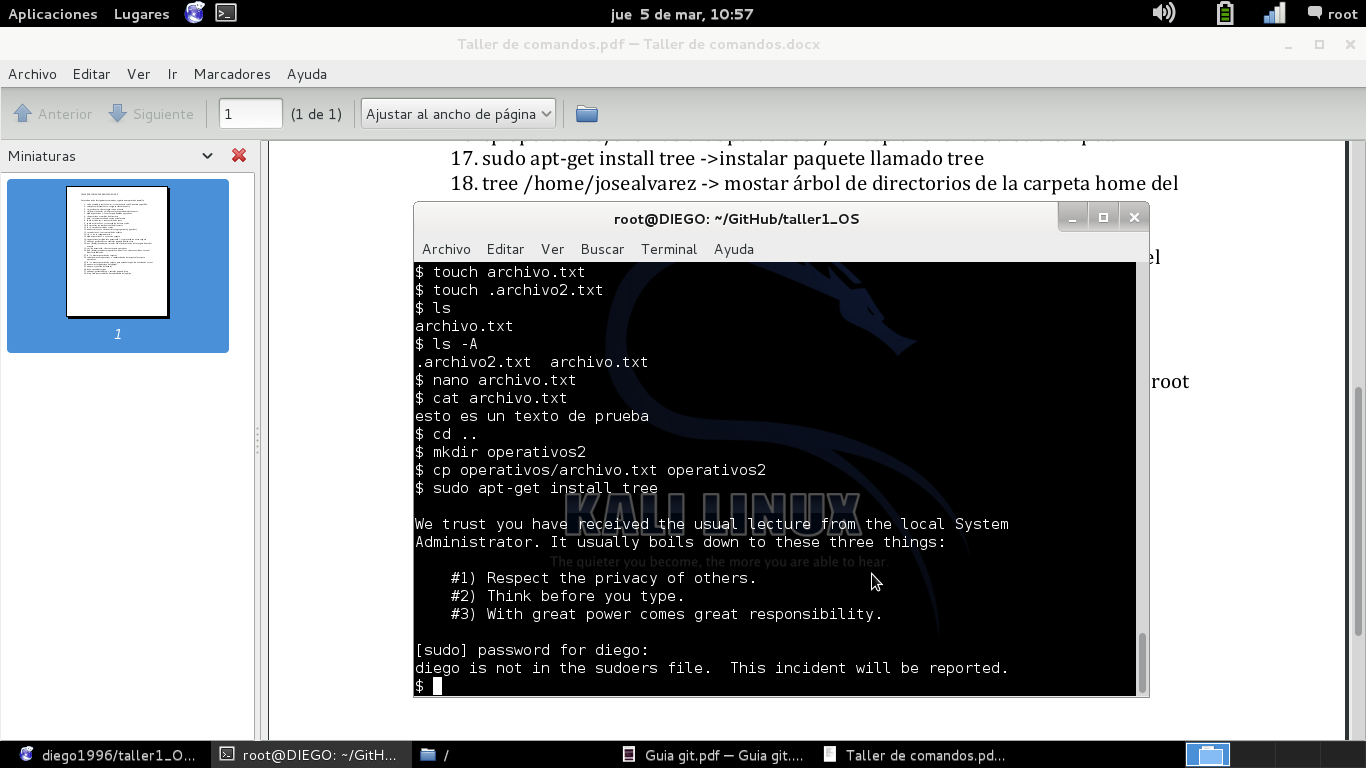 Aplicaciones Lugares jue 5 de mar, 10:57 root
Taller de comandos.pdf — Taller de comandos.docx
Archivo Editar Ver Ir Marcadores Ayuda
Anterior Siguiente 1 (1 de 1) Ajustar al ancho de página
Miniaturas
1
17. sudo apt-get install tree ->instalar paquete llamado tree
18. tree /home/josealvarez -> mostar árbol de directorios de la carpeta home del
el
root
root@DIEGO: ~/GitHub/taller1_OS
Archivo Editar Ver Buscar Terminal Ayuda
$ touch archivo.txt
$ touch .archivo2.txt
$ ls
archivo.txt
$ ls -A
.archivo2.txt archivo.txt
$ nano archivo.txt
$ cat archivo.txt
esto es un texto de prueba
$ cd ..
$ mkdir operativos2
$ cp operativos/archivo.txt operativos2
$ sudo apt-get install tree
KALI LINUX
The quieter you become, the more you are able to hear.
We trust you have received the usual lecture from the local System
Administrator. It usually boils down to these three things:
#1) Respect the privacy of others.
#2) Think before you type.
#3) With great power comes great responsibility.
[sudo] password for diego:
diego is not in the sudoers file. This incident will be reported.
$
diego1996/taller1_O... root@DIEGO: ~/GitH... / Guia git.pdf — Guia git.... Taller de comandos.pd...